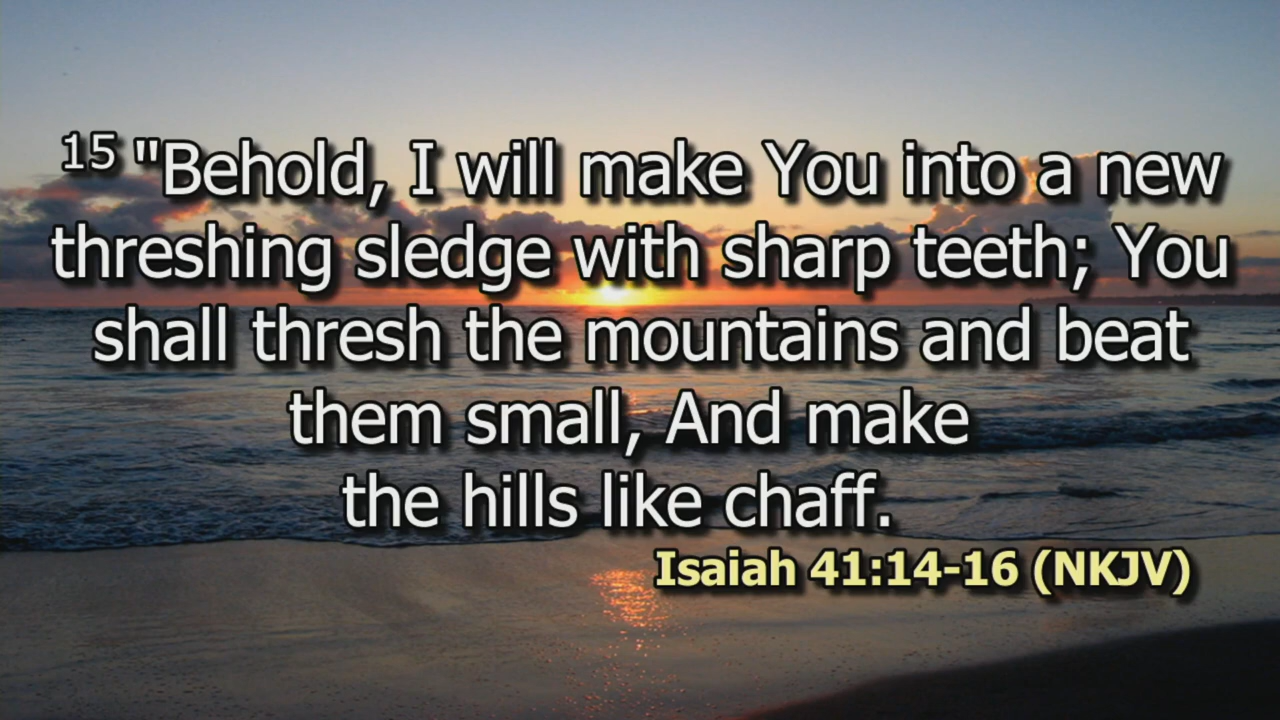 15 "Behold, I will make You into a new
threshing sledge with sharp teeth; You
shall thresh the mountains and beat
them small, And make
the hills like chaff.
Isaiah 41:14-16 (NKJV)